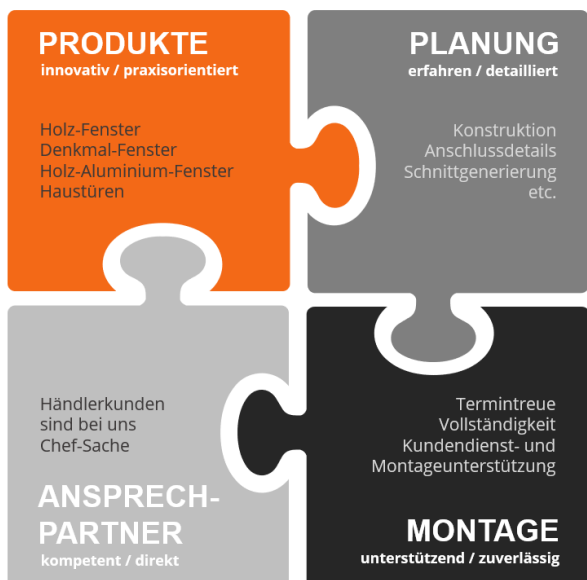 PRODUKTE
innovativ / praxisorientiert
Holz-Fenster
Denkmal-Fenster
Holz-Aluminium-Fenster
Haustüren
PLANUNG
erfahren / detailliert
Konstruktion
Anschlussdetails
Schnittgenerierung
etc.
Händlerkunden
sind bei uns
Chef-Sache
ANSPRECH-
PARTNER
kompetent / direkt
Termintreue
Vollständigkeit
Kundendienst- und
Montageunterstützung
MONTAGE
unterstützend / zuverlässig